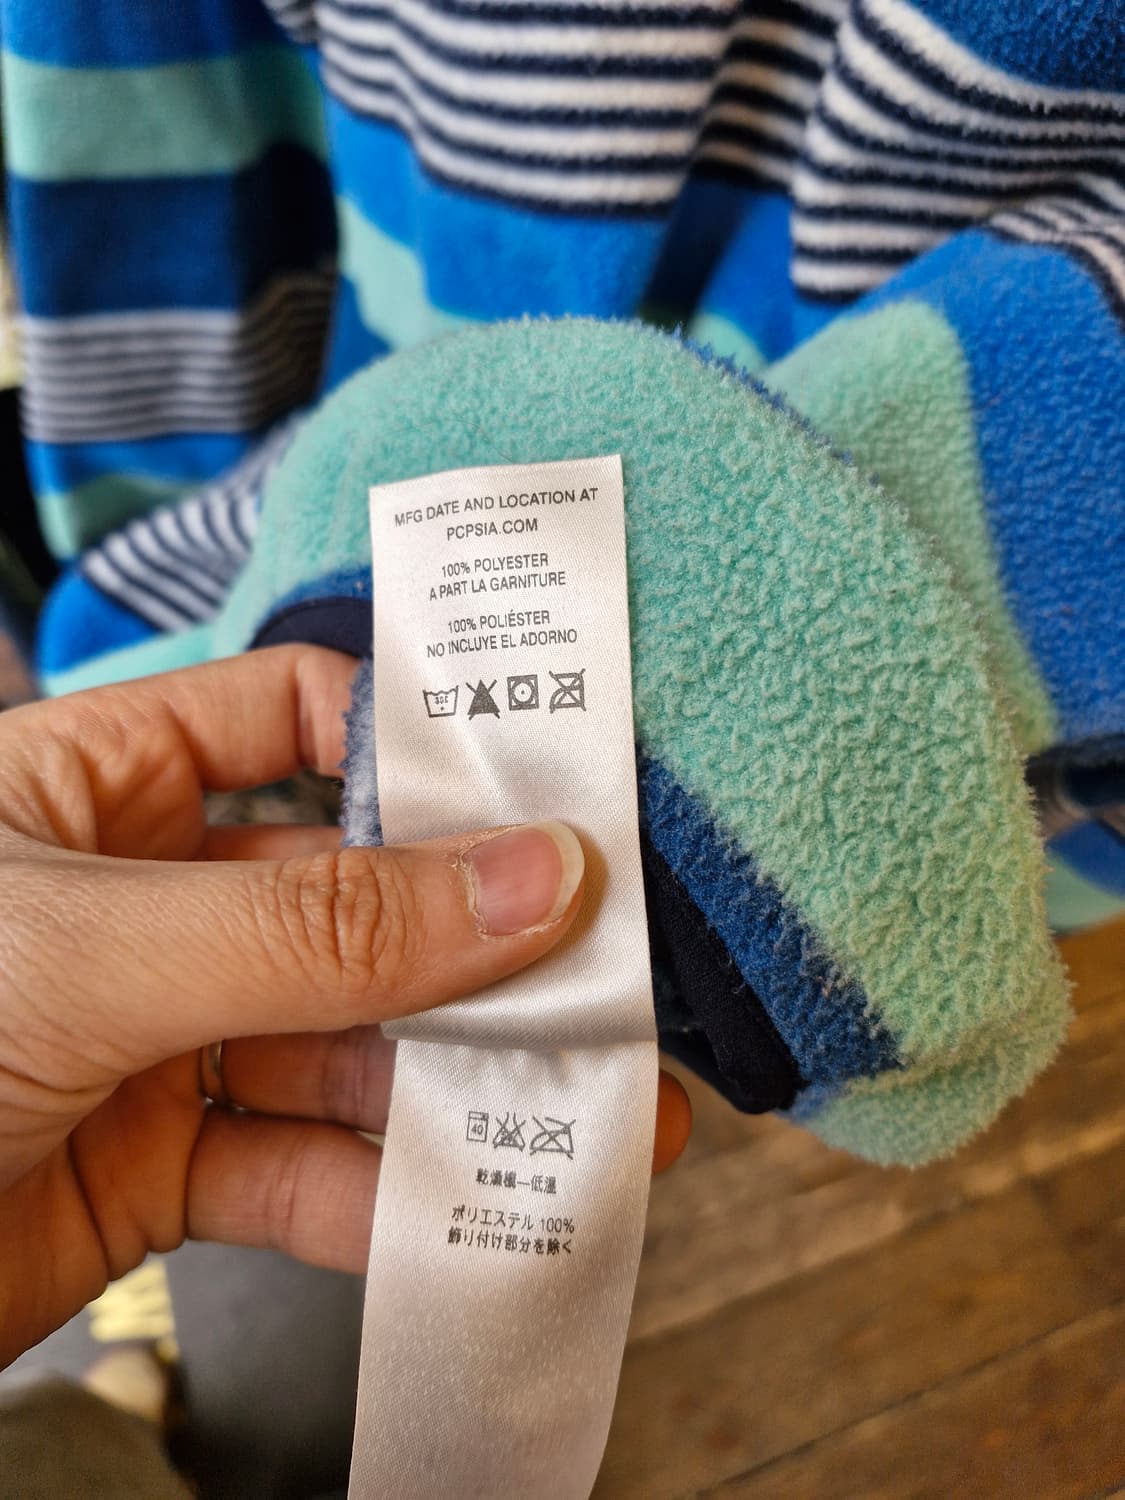 MFG DATE AND LOCATION AT
PCPSIA.COM
100% POLYESTER
A PART LA GARNITURE
100% POLIÉSTER
NO INCLUYE EL ADORNO
40
乾燥機—低温
ポリエステル 100%
飾り付け部分を除く